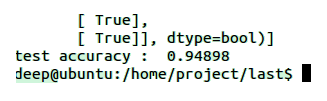 [ True],
[ True]], dtype=bool)]
test accuracy :  0.94898
deep@ubuntu:/home/project/last$